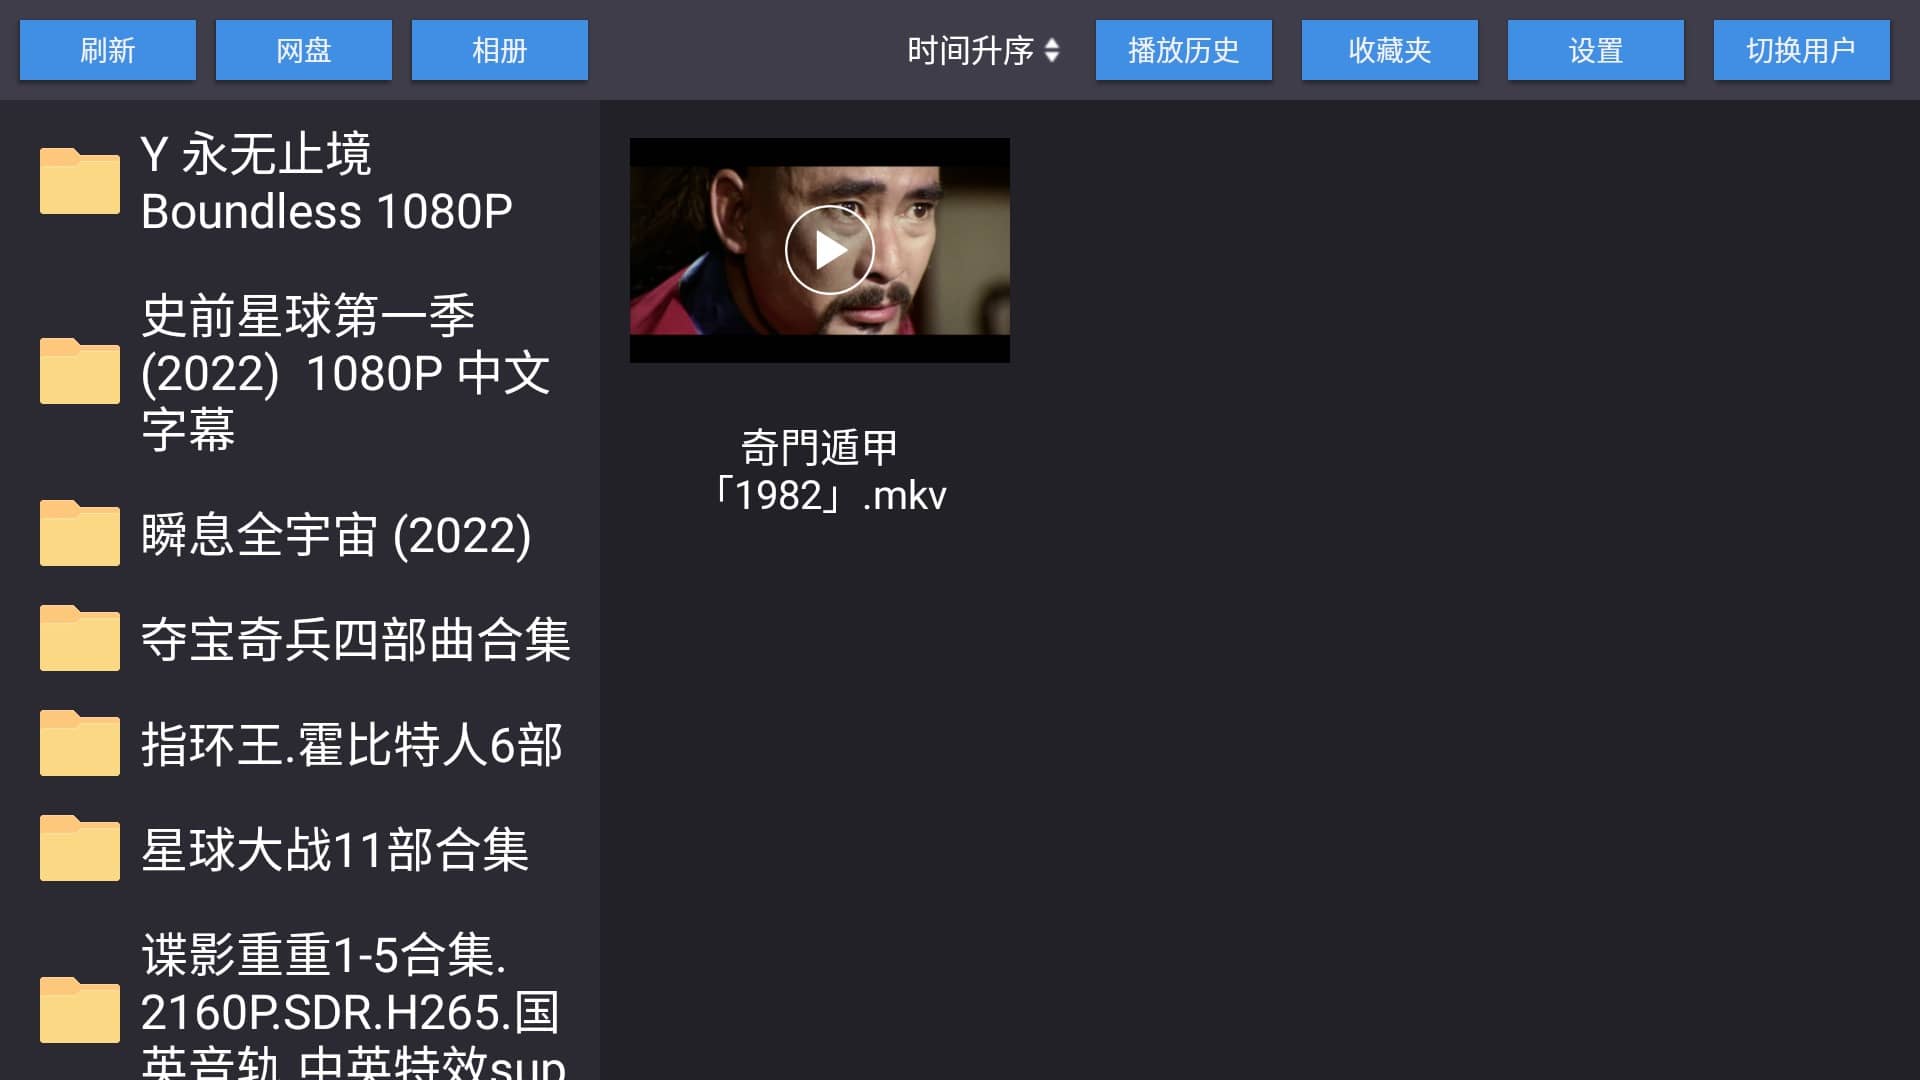 刷新
网盘
相册
时间升序
播放历史
收藏夹
设置
切换用户
Y 永无止境
Boundless 1080P
史前星球第一季
(2022)  1080P 中文
字幕
瞬息全宇宙 (2022)
夺宝奇兵四部曲合集
指环王.霍比特人6部
星球大战11部合集
谍影重重1-5合集.
2160P.SDR.H265.国
英音轨.中英特效sup
奇門遁甲
「1982」.mkv